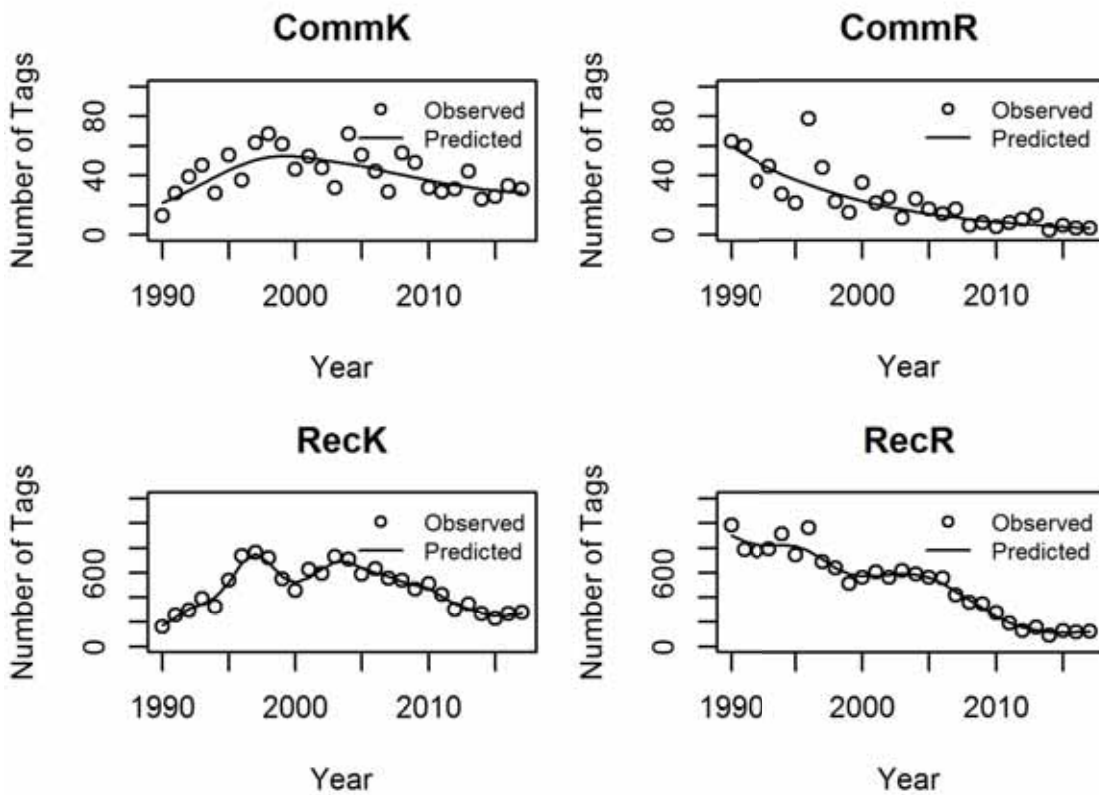 CommK
Number of Tags
0 40 80
Observed
Predicted
1990 2000 2010
Year
CommR
Number of Tags
0 40 80
Observed
Predicted
1990 2000 2010
Year
RecK
Number of Tags
0 600
Observed
Predicted
1990 2000 2010
Year
RecR
Number of Tags
0 600
Observed
Predicted
1990 2000 2010
Year